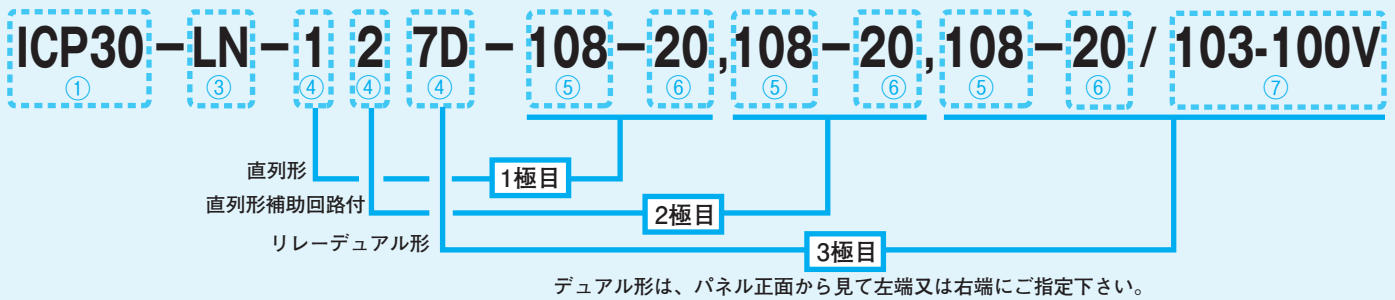 ICP30-LN-1 2 7D-108-20,108-20,108-20/103-100V
① ③ ④ ④ ④ ⑤ ⑥ ⑤ ⑥ ⑤ ⑥ ⑦
直列形
1極目
直列形補助回路付
2極目
リレーデュアル形
3極目
デュアル形は、パネル正面から見て左端又は右端にご指定下さい。